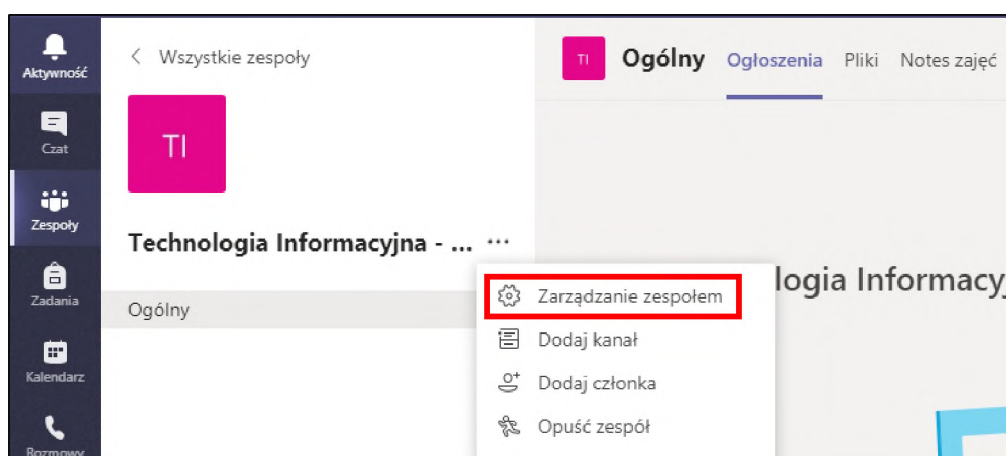 Aktywność
Czat
Zespoły
Zadania
Kalendarz
Rozmowy
Wszystkie zespoły
TI
Technologia Informacyjna - ... ...
Ogólny
Zarządzanie zespołem
Dodaj kanał
Dodaj członka
Opuść zespół
TI Ogólny Ogłoszenia Pliki Notes zajęć
logia Informacyj